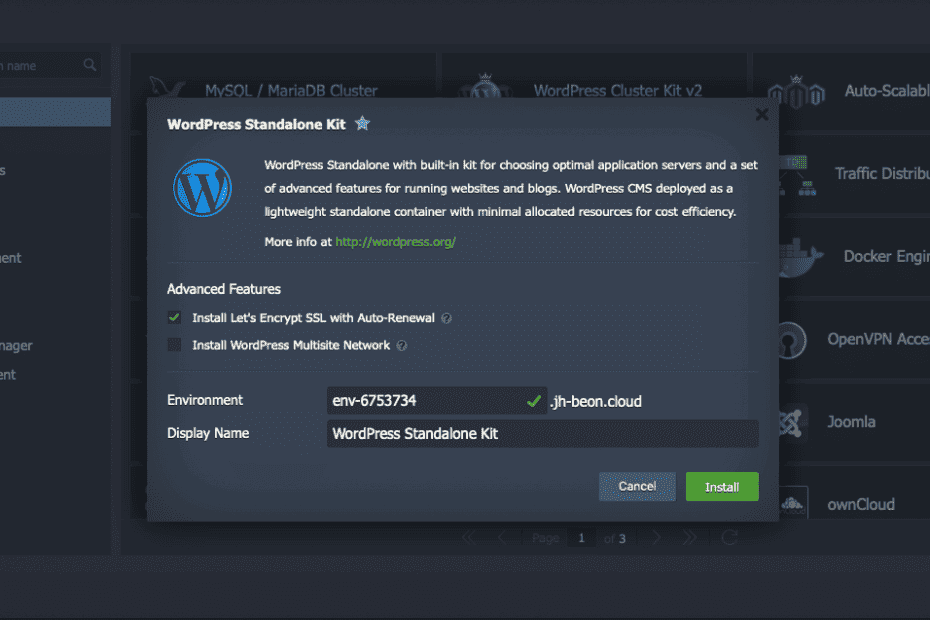 name
MySQL / MariaDB Cluster
WordPress Cluster Kit v2
Auto-Scalabl
WordPress Standalone Kit
WordPress Standalone with built-in kit for choosing optimal application servers and a set
of advanced features for running websites and blogs. WordPress CMS deployed as a
lightweight standalone container with minimal allocated resources for cost efficiency.
More info at http://wordpress.org/
Traffic Distribu
Docker Engi
OpenVPN Acce
Joomla
ownCloud
ent
nager
ent
Advanced Features
Install Let's Encrypt SSL with Auto-Renewal
Install WordPress Multisite Network
Environment
env-6753734 .jh-beon.cloud
Display Name
WordPress Standalone Kit
Cancel
Install
Page 1 of 3